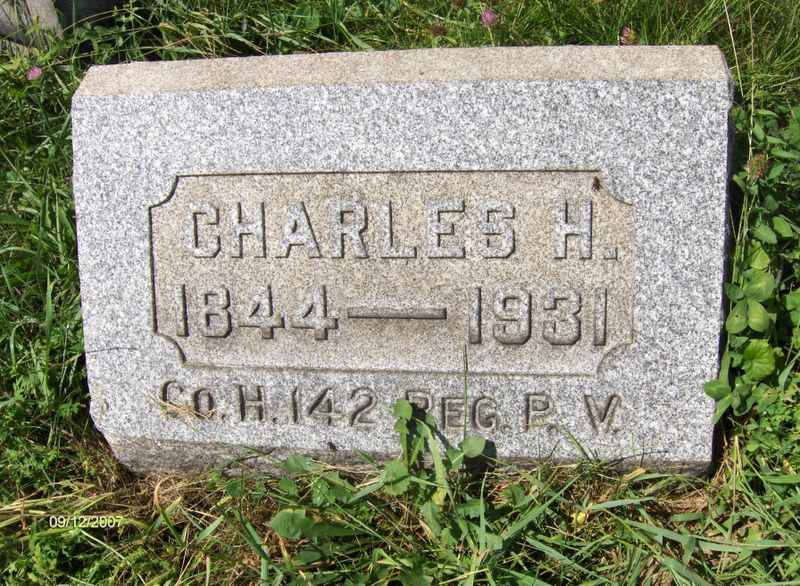 CHARLES H.
1844 — 1931
CO. H. 142 REG. P. V.
09/12/2007